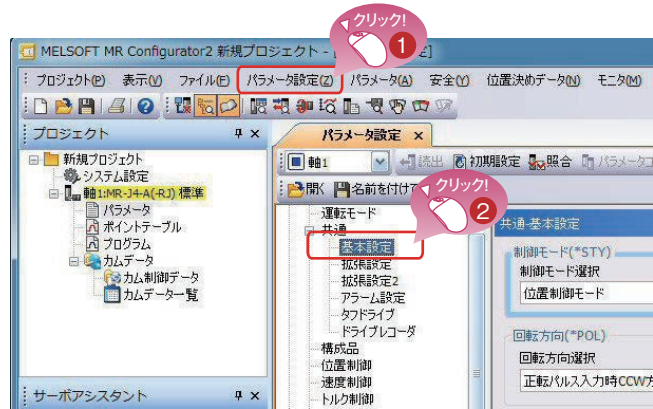 クリック!
1
MELSOFT MR Configurator2 新規プロジェクト - [
定]
プロジェクト(P) 表示(V) ファイル(F) パラメータ設定(Z) パラメータ(A) 安全(Y) 位置決めデータ(N) モニタ(M)
プロジェクト
新規プロジェクト
システム設定
軸1:MR-J4-A(-RJ) 標準
パラメータ
ポイントテーブル
プログラム
カムデータ
カム制御データ
カムデータ一覧
サーボアシスタント
パラメータ設定
軸1 読出 初期設定 照合 パラメータコ
開く 名前を付けて
クリック!
2
運転モード
共通
基本設定
拡張設定
拡張設定2
アラーム設定
タフドライブ
ドライブレコーダ
構成品
位置制御
速度制御
トルク制御
共通-基本設定
制御モード(*STY)
制御モード選択
位置制御モード
回転方向(*POL)
回転方向選択
正転パルス入力時CCW方